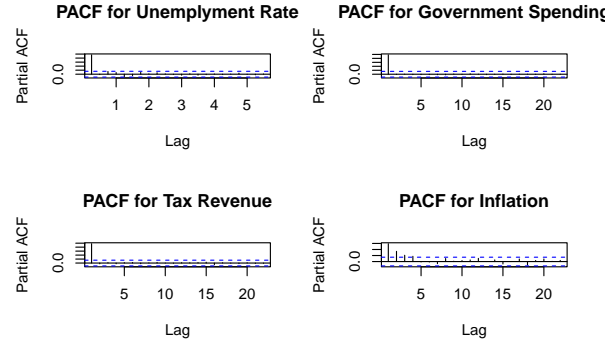 PACF for Unemplyment Rate
Partial ACF
0.0
1 2 3 4 5
Lag
PACF for Government Spending
Partial ACF
0.0
5 10 15 20
Lag
PACF for Tax Revenue
Partial ACF
0.0
5 10 15 20
Lag
PACF for Inflation
Partial ACF
0.0
5 10 15 20
Lag